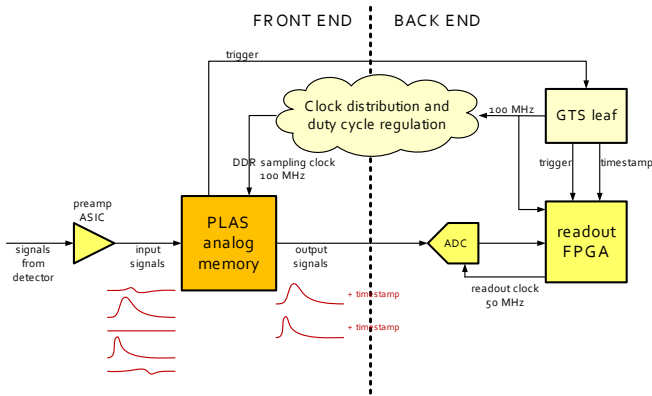 FRONT END
BACK END
trigger
Clock distribution and
duty cycle regulation
100 MHz
GTS leaf
DDR sampling clock
100 MHz
trigger
timestamp
preamp
ASIC
PLAS
analog
memory
signals
from
detector
input
signals
output
signals
ADC
readout
FPGA
readout clock
50 MHz
+ timestamp
+ timestamp